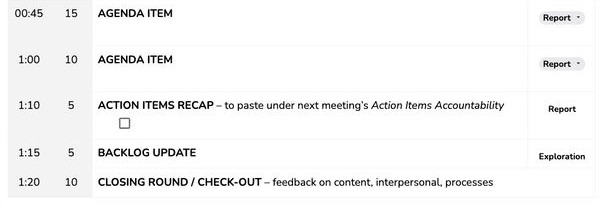 00:45 15 AGENDA ITEM Report
1:00 10 AGENDA ITEM Report
1:10 5 ACTION ITEMS RECAP – to paste under next meeting's Action Items Accountability Report
1:15 5 BACKLOG UPDATE Exploration
1:20 10 CLOSING ROUND / CHECK-OUT – feedback on content, interpersonal, processes